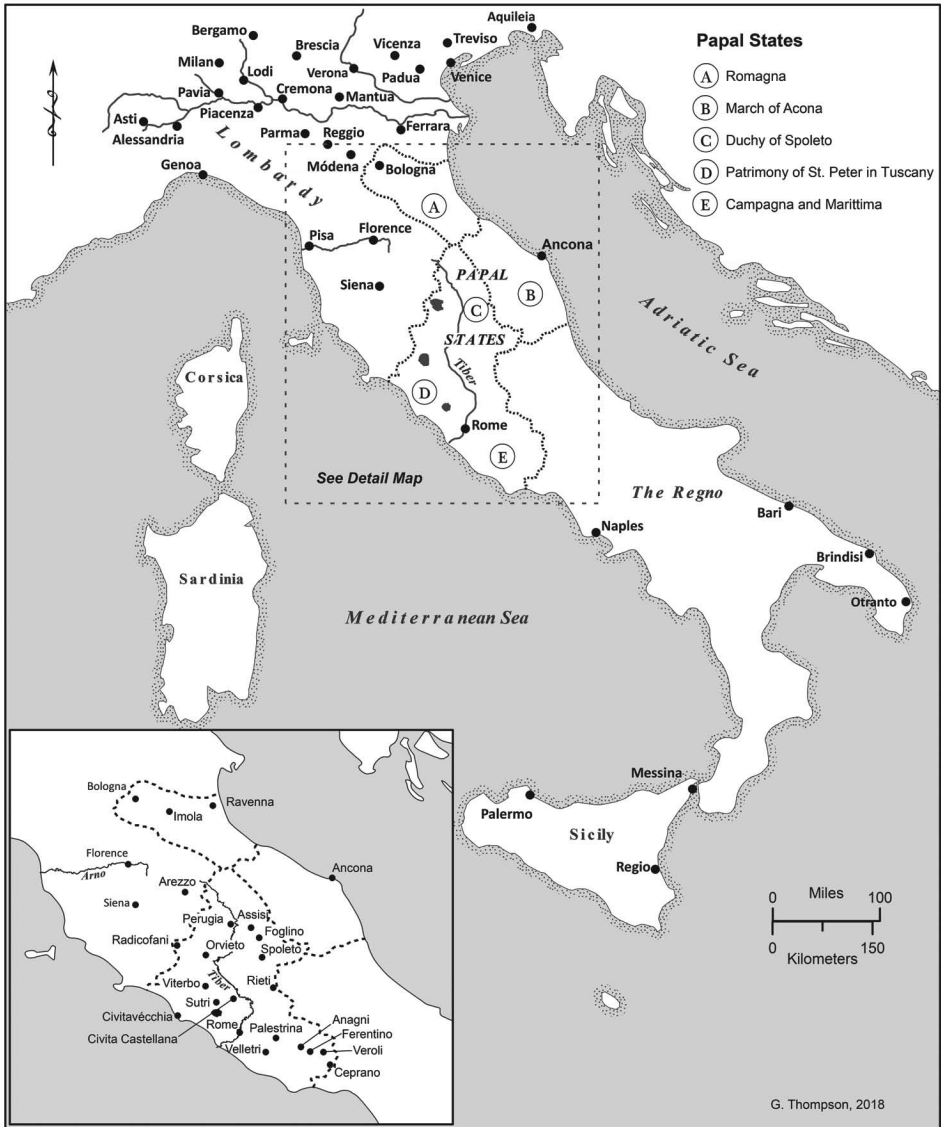 Aquileia
Bergamo
Brescia
Vicenza
Treviso
Milan
Lodi
Verona
Padua
Venice
Pavia
Cremona
Mantua
Asti
Piacenza
Alessandria
Parma
Reggio
Ferrara
Módena
Bologna
Genoa
Lombardy
Papal States
A Romagna
B March of Acona
C Duchy of Spoleto
D Patrimony of St. Peter in Tuscany
E Campagna and Marittima
A
Pisa
Florence
Ancona
Siena
PAPAL
B
C
STATES
Tiber
D
Rome
E
Adriatic Sea
Corsica
See Detail Map
The Regno
Naples
Bari
Brindisi
Otranto
Sardinia
Mediterranean Sea
Messina
Palermo
Sicily
Regio
0 Miles 100
0 150
Kilometers
Bologna
Ravenna
Imola
Florence
Arno
Ancona
Arezzo
Siena
Perugia
Assisi
Foglino
Radicofani
Orvieto
Spoleto
Tiber
Viterbo
Rieti
Sutri
Civitavécchia
Rome
Palestrina
Anagni
Ferentino
Civita Castellana
Velletri
Veroli
Ceprano
G. Thompson, 2018